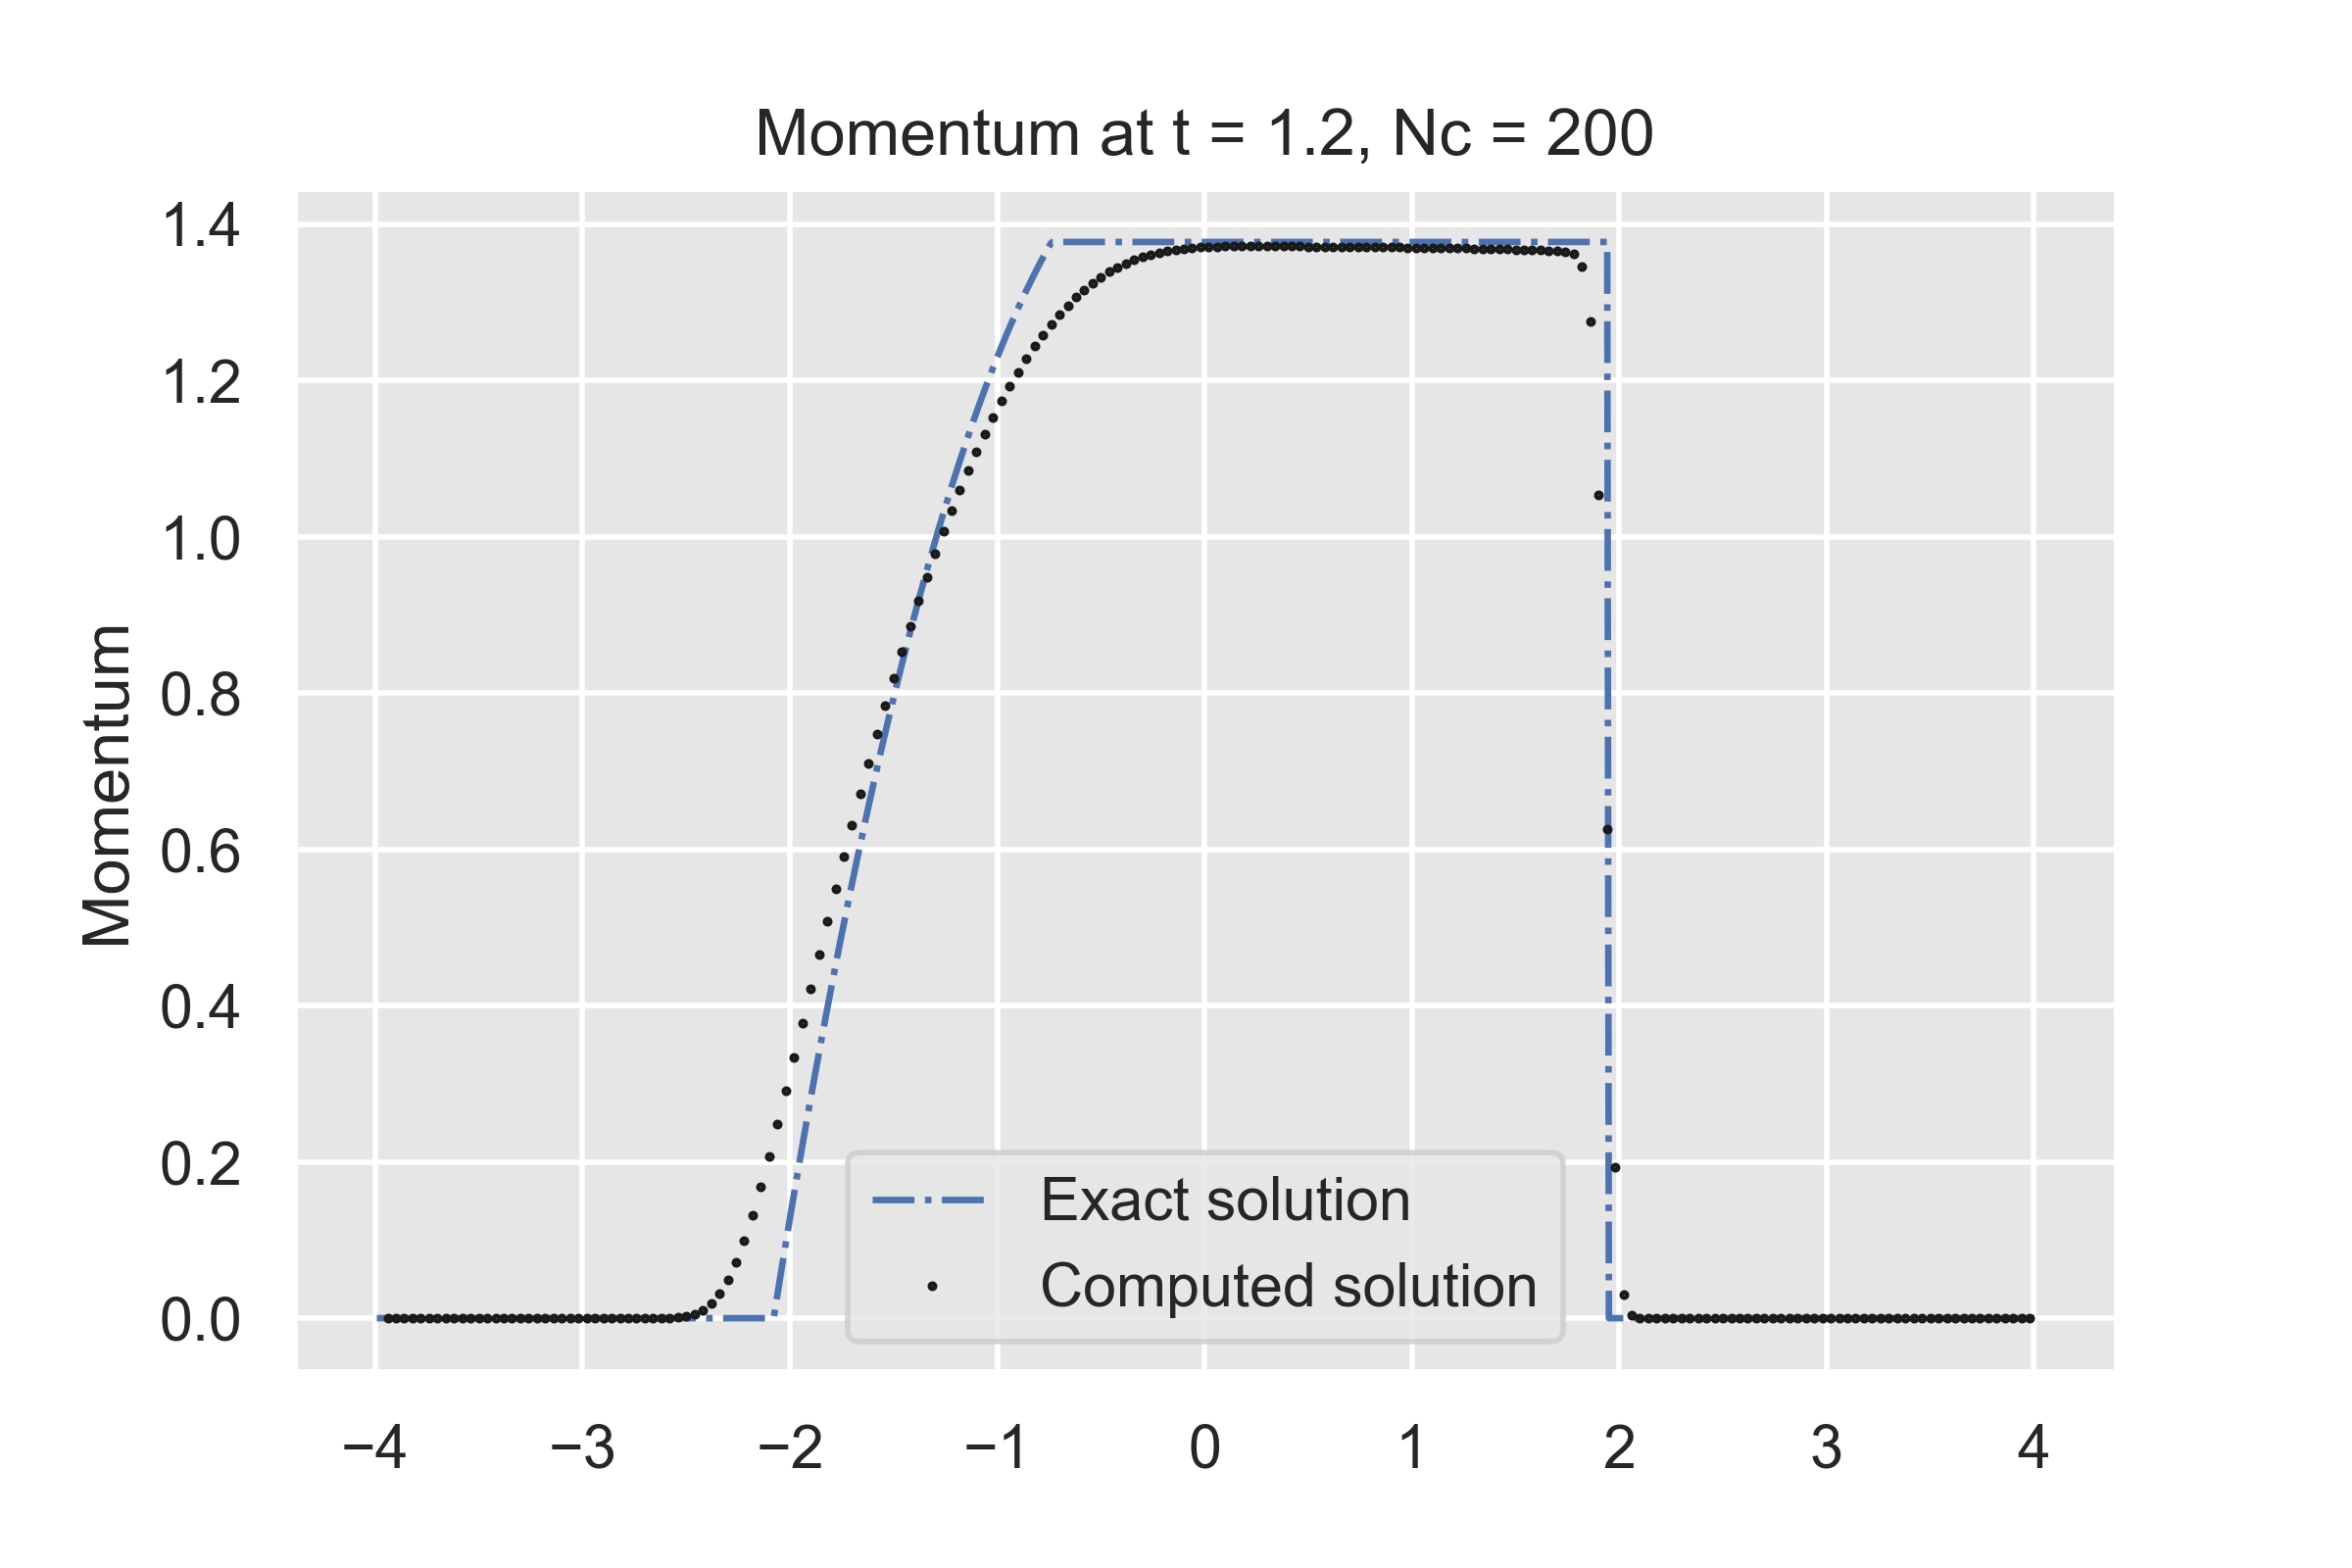 Momentum at t = 1.2, Nc = 200
1.4
1.2
1.0
0.8
0.6
0.4
0.2
0.0
Momentum
Exact solution
Computed solution
−4 −3 −2 −1 0 1 2 3 4